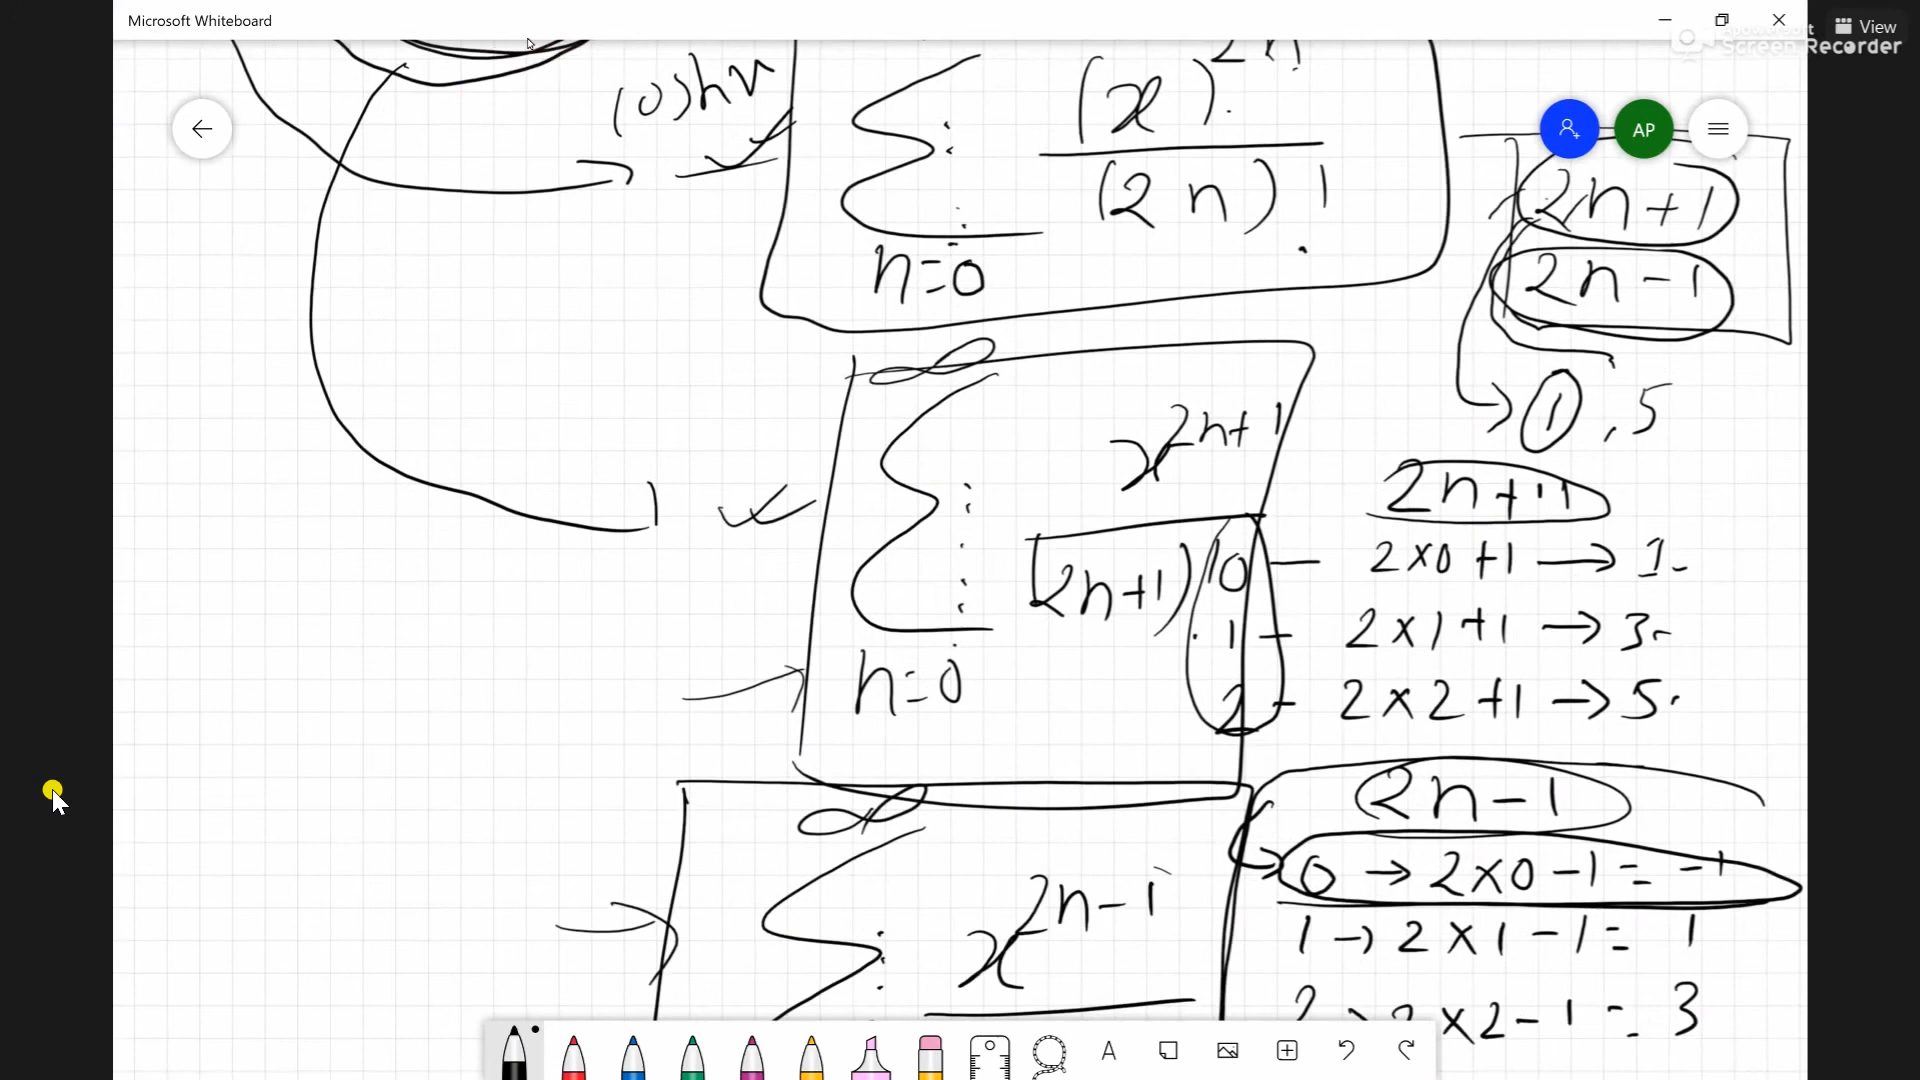 Microsoft Whiteboard
View
Apowersoft
Screen Recorder
AP
coshx
∑ (x)^2n
(2n)!
n=0
2n+1
2n-1
1, 5
∞
∑ x^2n+1
(2n+1)!
n=0
2n+1
0 — 2×0+1 → 1
1 — 2×1+1 → 3
2 — 2×2+1 → 5
∞
∑ x^2n-1
2n-1
0 → 2×0-1 = -1
1 → 2×1-1 = 1
2 → 2×2-1 = 3
A